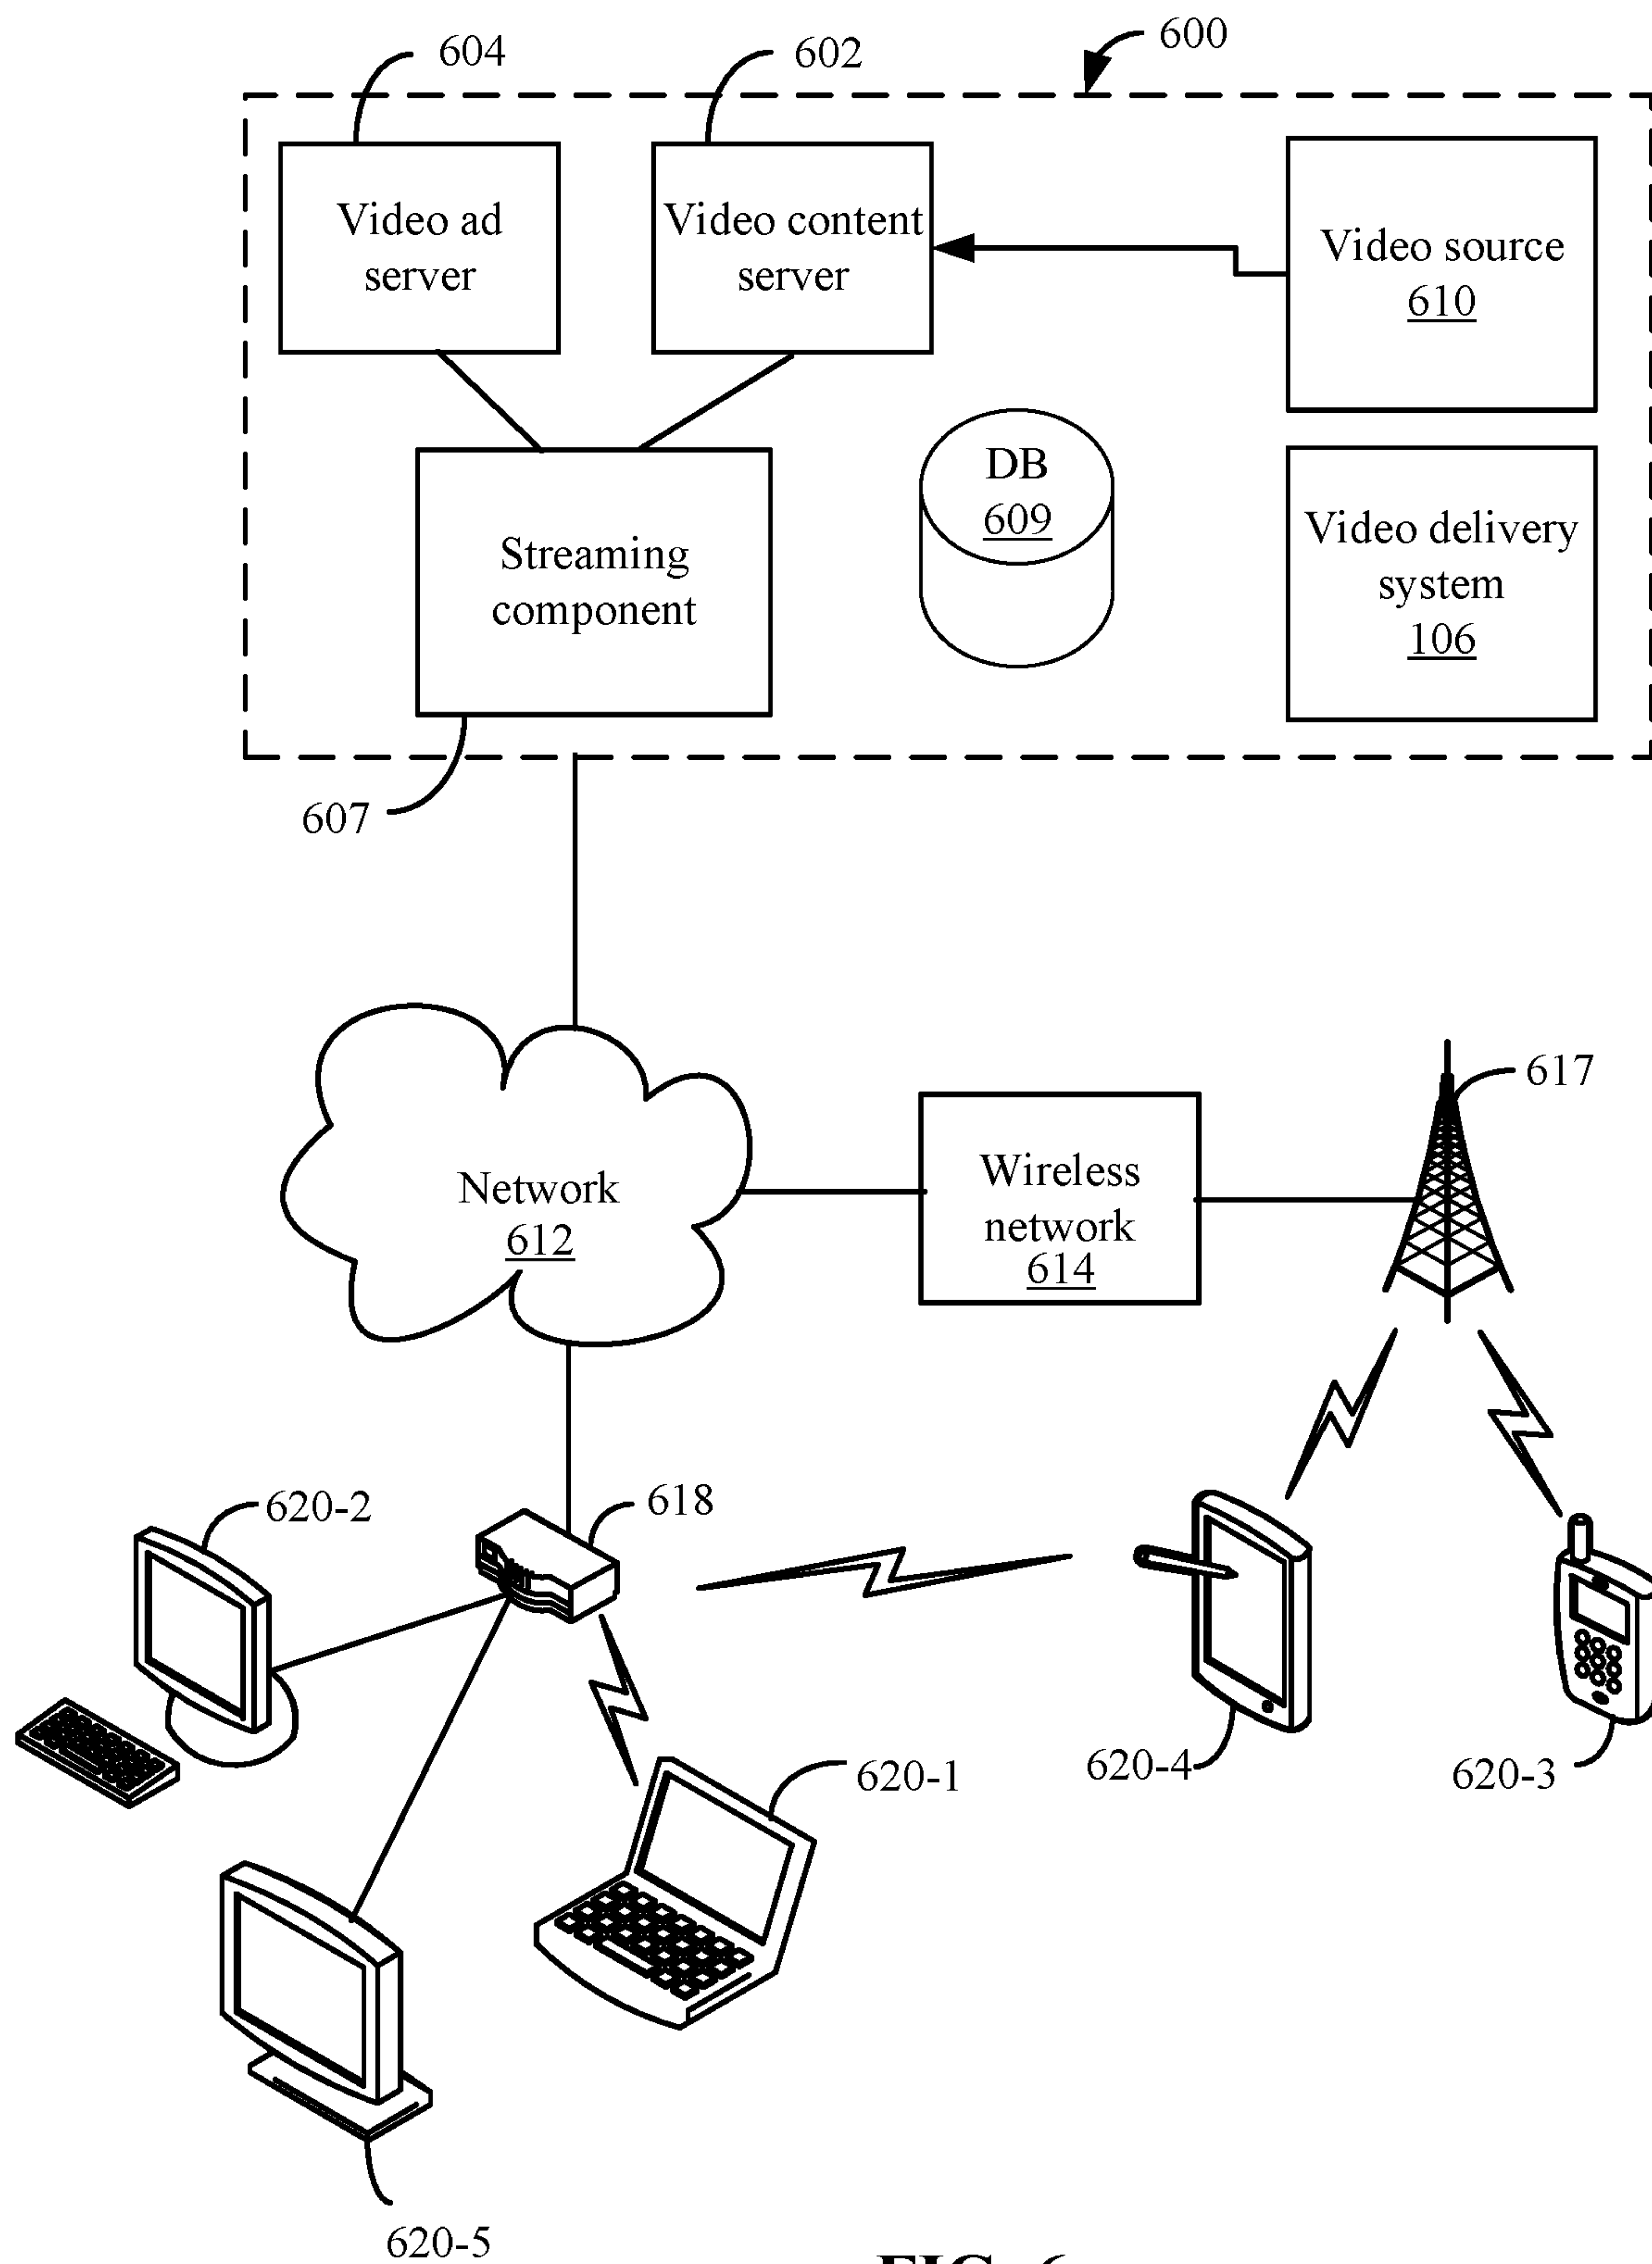 600
604
602
Video ad
server
Video content
server
Video source
610
DB
609
Video delivery
system
106
Streaming
component
607
617
Network
612
Wireless
network
614
620-2
618
620-1
620-4
620-3
620-5
FIG. 6